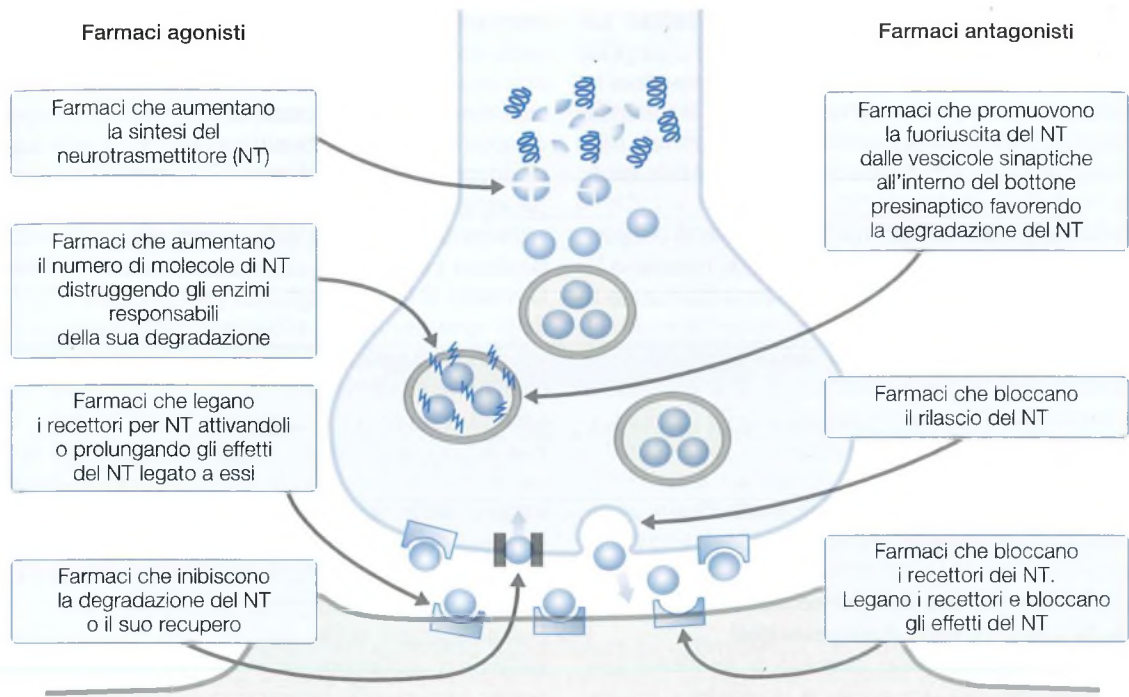 Farmaci agonisti
Farmaci che aumentano
la sintesi del
neurotrasmettitore (NT)
Farmaci che aumentano
il numero di molecole di NT
distruggendo gli enzimi
responsabili
della sua degradazione
Farmaci che legano
i recettori per NT attivandoli
o prolungando gli effetti
del NT legato a essi
Farmaci che inibiscono
la degradazione del NT
o il suo recupero
Farmaci antagonisti
Farmaci che promuovono
la fuoriuscita del NT
dalle vescicole sinaptiche
all'interno del bottone
presinaptico favorendo
la degradazione del NT
Farmaci che bloccano
il rilascio del NT
Farmaci che bloccano
i recettori dei NT.
Legano i recettori e bloccano
gli effetti del NT